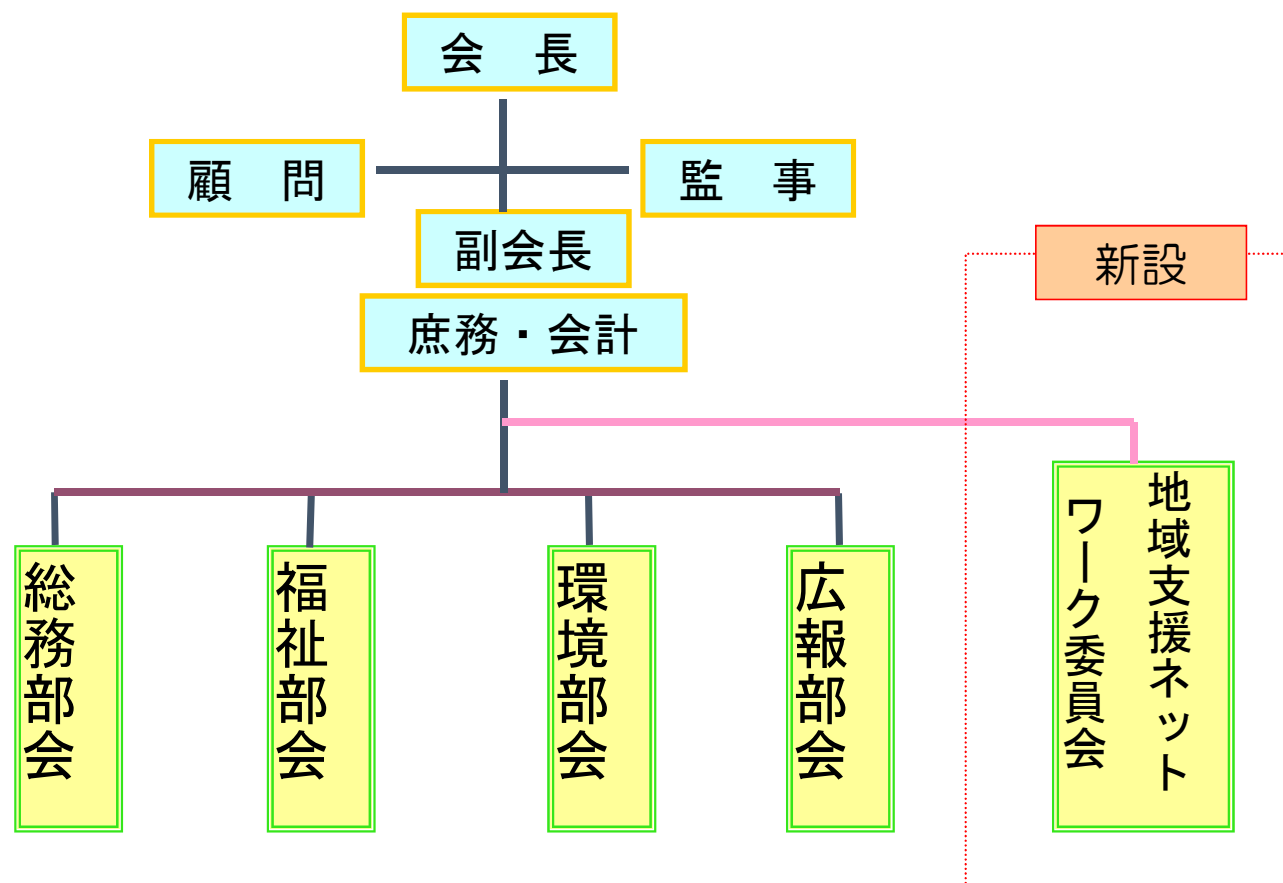 会　長
顧　問
監　事
副会長
新設
庶務・会計
総務部会
福祉部会
環境部会
広報部会
地域支援ネット
ワーク委員会